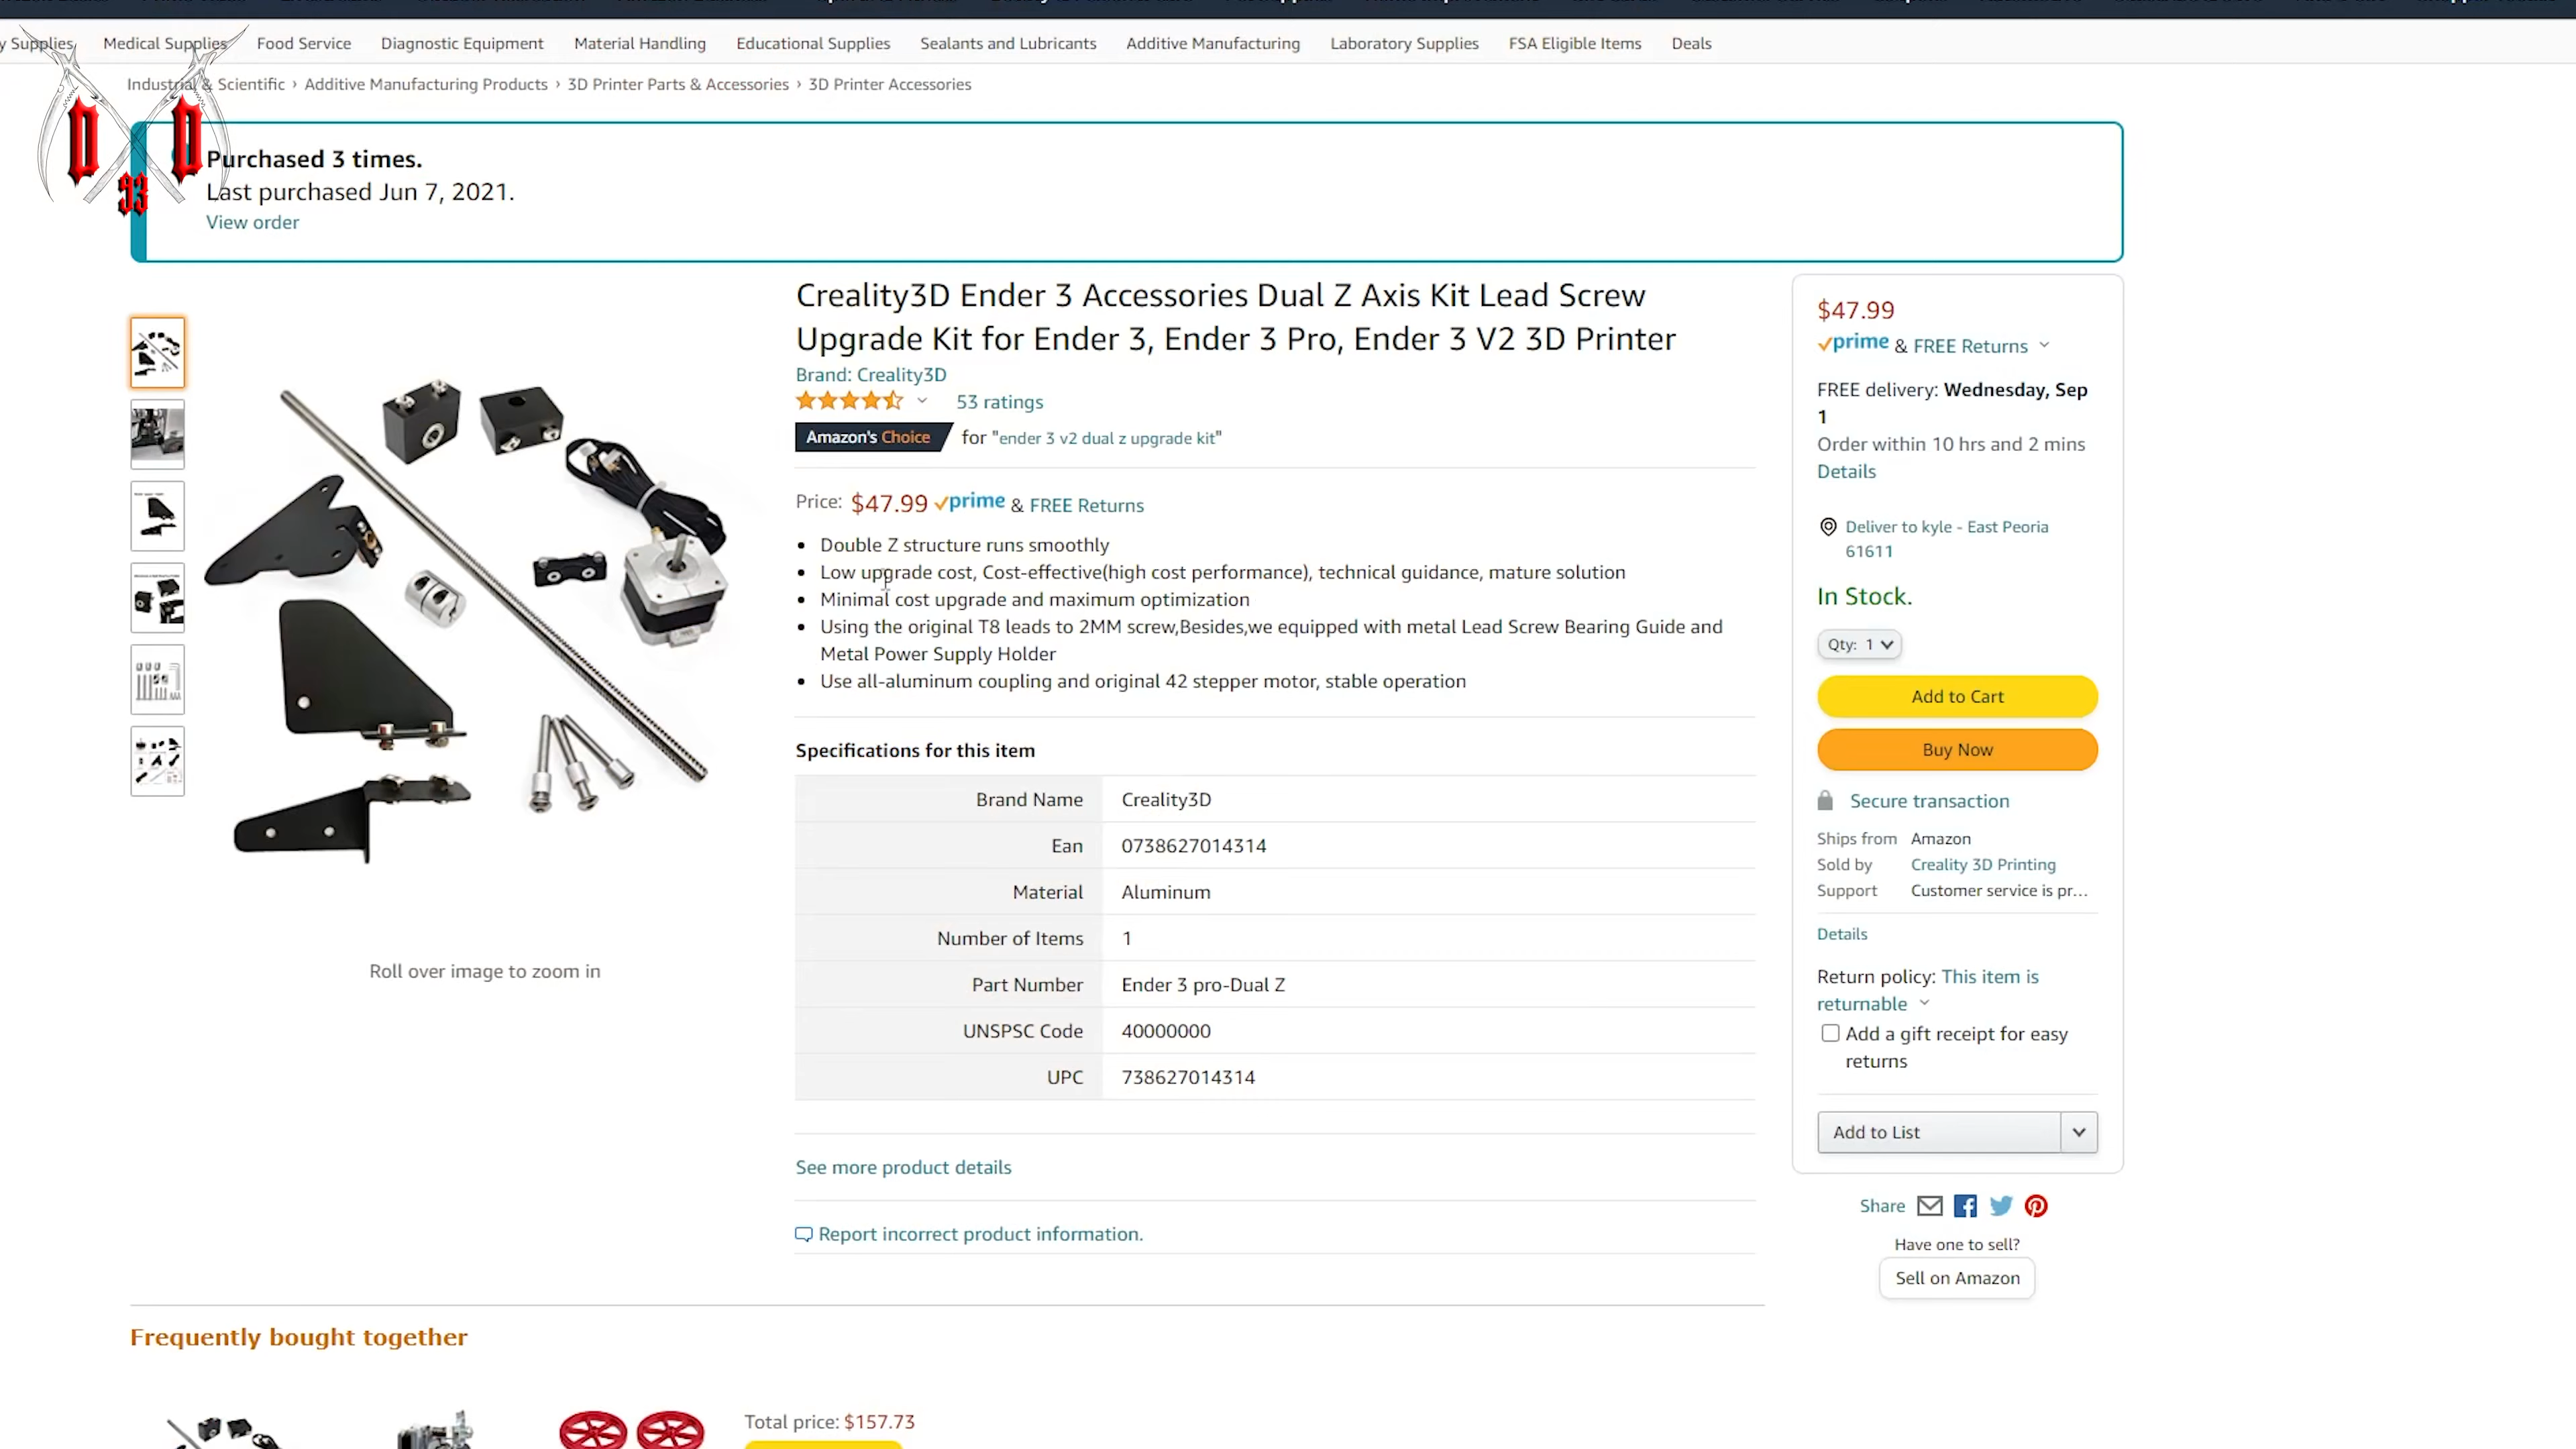 y Supplies Medical Supplies Food Service Diagnostic Equipment Material Handling Educational Supplies Sealants and Lubricants Additive Manufacturing Laboratory Supplies FSA Eligible Items Deals
Industrial & Scientific › Additive Manufacturing Products › 3D Printer Parts & Accessories › 3D Printer Accessories
D D
93
Purchased 3 times.
Last purchased Jun 7, 2021.
View order
Creality3D Ender 3 Accessories Dual Z Axis Kit Lead Screw
Upgrade Kit for Ender 3, Ender 3 Pro, Ender 3 V2 3D Printer
Brand: Creality3D
53 ratings
Amazon's Choice for "ender 3 v2 dual z upgrade kit"
Price: $47.99 prime & FREE Returns
• Double Z structure runs smoothly
• Low upgrade cost, Cost-effective(high cost performance), technical guidance, mature solution
• Minimal cost upgrade and maximum optimization
• Using the original T8 leads to 2MM screw,Besides,we equipped with metal Lead Screw Bearing Guide and
Metal Power Supply Holder
• Use all-aluminum coupling and original 42 stepper motor, stable operation
Roll over image to zoom in
Specifications for this item
Brand Name Creality3D
Ean 0738627014314
Material Aluminum
Number of Items 1
Part Number Ender 3 pro-Dual Z
UNSPSC Code 40000000
UPC 738627014314
See more product details
Report incorrect product information.
$47.99
prime & FREE Returns
FREE delivery: Wednesday, Sep
1
Order within 10 hrs and 2 mins
Details
Deliver to kyle - East Peoria
61611
In Stock.
Qty: 1
Add to Cart
Buy Now
Secure transaction
Ships from Amazon
Sold by Creality 3D Printing
Support Customer service is pr...
Details
Return policy: This item is
returnable
Add a gift receipt for easy
returns
Add to List
Share
Have one to sell?
Sell on Amazon
Frequently bought together
Total price: $157.73